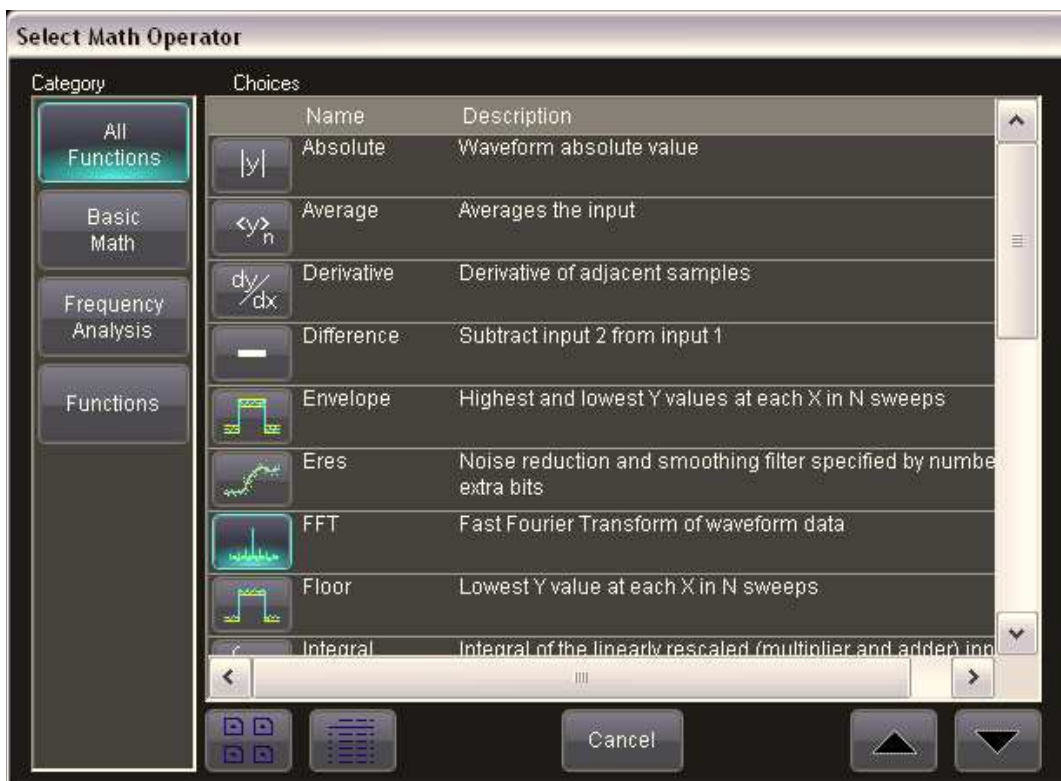 Select Math Operator
Category
Choices
All
Functions
Basic
Math
Frequency
Analysis
Functions
Name Description
|y| Absolute Waveform absolute value
<y>n Average Averages the input
dy/dx Derivative Derivative of adjacent samples
Difference Subtract input 2 from input 1
Envelope Highest and lowest Y values at each X in N sweeps
Eres Noise reduction and smoothing filter specified by numbe
extra bits
FFT Fast Fourier Transform of waveform data
Floor Lowest Y value at each X in N sweeps
Integral Integral of the linearly rescaled (multiplier and adder)
Cancel